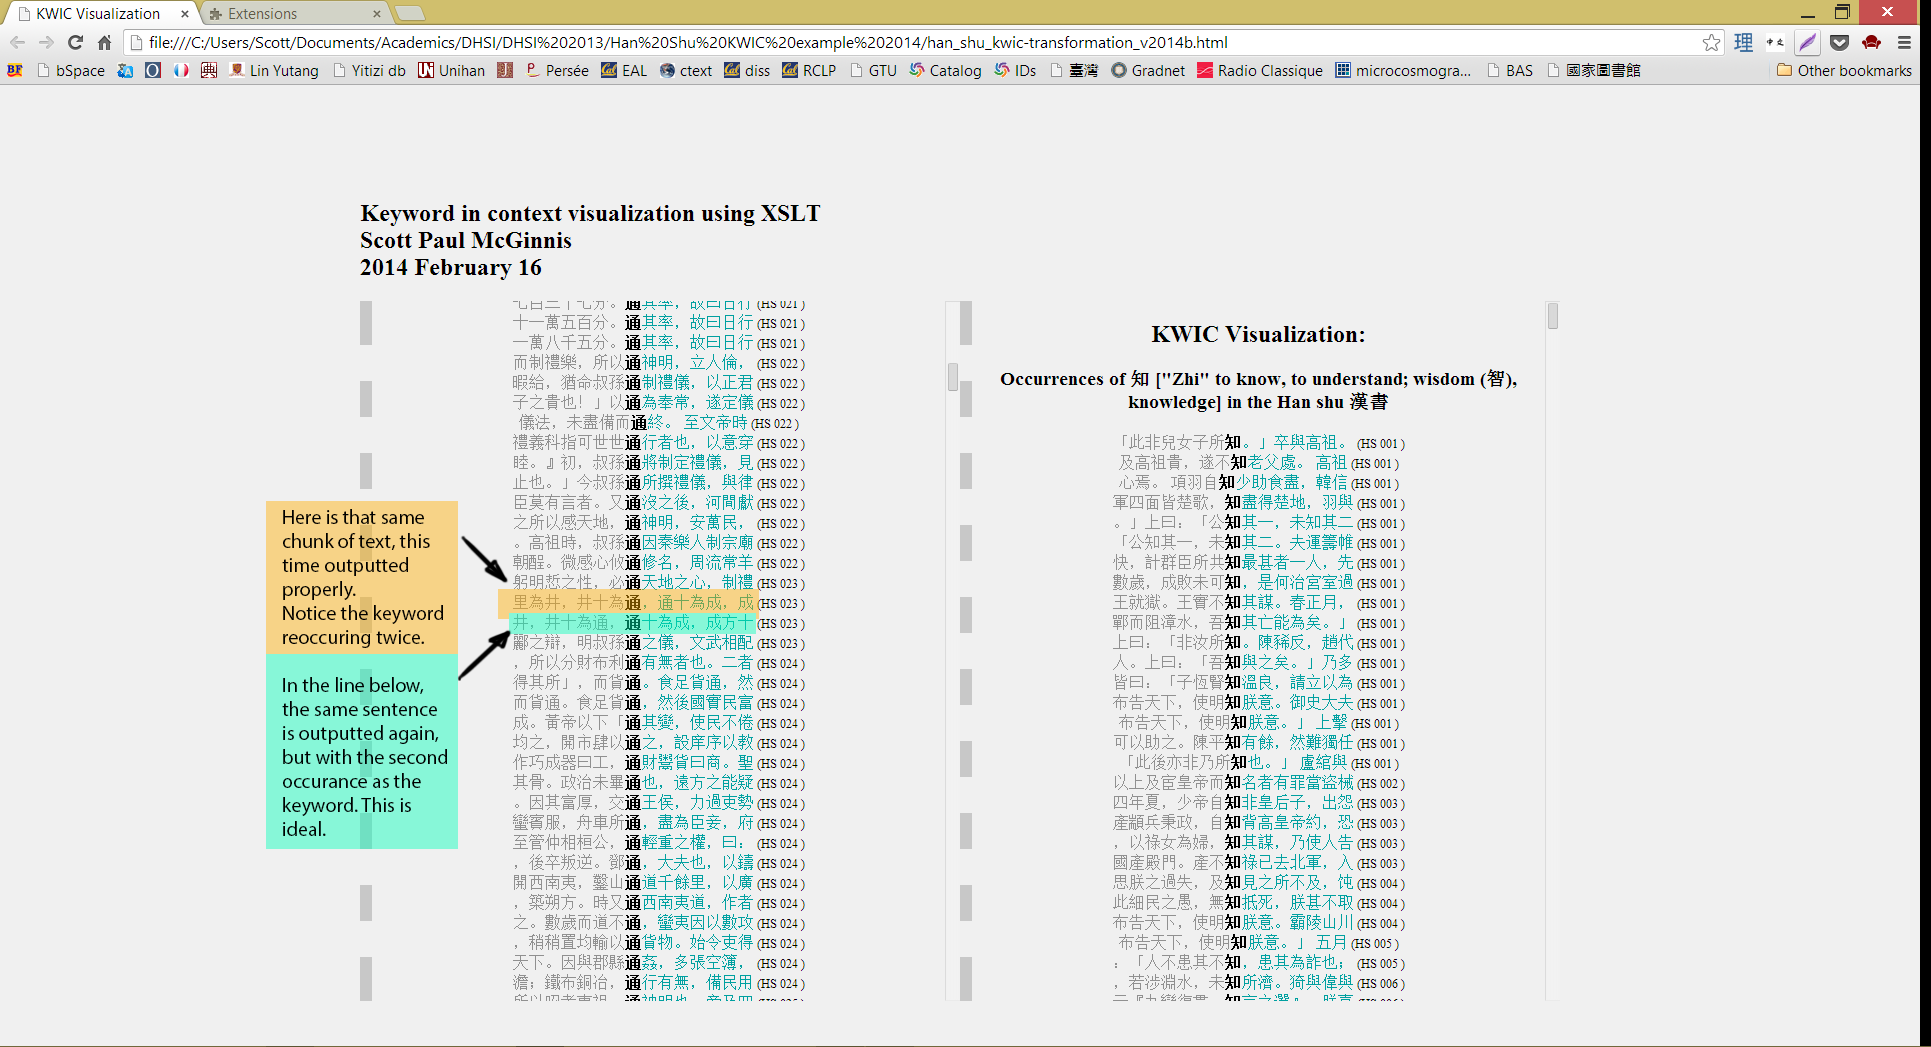 KWIC Visualization
Extensions
file:///C:/Users/Scott/Documents/Academics/DHSI/DHSI%202013/Han%20Shu%20KWIC%20example%202014/han_shu_kwic-transformation_v2014b.html
理
BF bSpace O 典 Lin Yutang Yitizi db Unihan Persée EAL ctext diss RCLP GTU Catalog IDs 臺灣 Gradnet Radio Classique microcosmogra... BAS 國家圖書館 Other bookmarks
Keyword in context visualization using XSLT
Scott Paul McGinnis
2014 February 16
七百三十七分。通其率，故曰日行 (HS 021 )
十一萬五百分。通其率，故曰日行 (HS 021 )
一萬八千五分。通其率，故曰日行 (HS 021 )
而制禮樂，所以通神明，立人倫， (HS 022 )
暇給，猶命叔孫通制禮儀，以正君 (HS 022 )
子之貴也！」以通為奉常，遂定儀 (HS 022 )
儀法，未盡備而通終。 至文帝時 (HS 022 )
禮義科指可世世通行者也，以意穿 (HS 022 )
睦。』初，叔孫通將制定禮儀，見 (HS 022 )
止也。」今叔孫通所撰禮儀，與律 (HS 022 )
臣莫有言者。又通沒之後，河間獻 (HS 022 )
之所以感天地，通神明，安萬民， (HS 022 )
。高祖時，叔孫通因秦樂人制宗廟 (HS 022 )
朝酲。微感心攸通修名，周流常羊 (HS 022 )
躬明悊之性，必通天地之心，制禮 (HS 023 )
里為井，井十為通，通十為成，成 (HS 023 )
井，井十為通，通十為成，成方十 (HS 023 )
酈之辯，明叔孫通之儀，文武相配 (HS 023 )
，所以分財布利通有無者也。二者 (HS 024 )
得其所」，而貨通。食足貨通，然 (HS 024 )
而貨通。食足貨通，然後國實民富 (HS 024 )
成。黃帝以下「通其變，使民不倦 (HS 024 )
均之，開市肆以通之，設庠序以教 (HS 024 )
作巧成器曰工，通財鬻貨曰商。聖 (HS 024 )
其骨。政治未畢通也，遠方之能疑 (HS 024 )
。因其富厚，交通王侯，力過吏勢 (HS 024 )
蠻賓服，舟車所通，盡為臣妾，府 (HS 024 )
至管仲相桓公，通輕重之權，曰： (HS 024 )
，後卒叛逆。鄧通，大夫也，以鑄 (HS 024 )
開西南夷，鑿山通道千餘里，以廣 (HS 024 )
，築朔方。時又通西南夷道，作者 (HS 024 )
之。數歲而道不通，蠻夷因以數攻 (HS 024 )
，稍稍置均輸以通貨物。始令吏得 (HS 024 )
天下。因與郡縣通姦，多張空簿， (HS 024 )
澹；鐵布銅冶，通行有無，備民用 (HS 024 )
Here is that same
chunk of text, this
time outputted
properly.
Notice the keyword
reoccuring twice.
In the line below,
the same sentence
is outputted again,
but with the second
occurance as the
keyword. This is
ideal.
KWIC Visualization:
Occurrences of 知 ["Zhi" to know, to understand; wisdom (智),
knowledge] in the Han shu 漢書
「此非兒女子所知。」卒與高祖。 (HS 001 )
及高祖貴，遂不知老父處。 高祖 (HS 001 )
心焉。 項羽自知少助食盡，韓信 (HS 001 )
軍四面皆楚歌，知盡得楚地，羽與 (HS 001 )
。」上曰：「公知其一，未知其二 (HS 001 )
「公知其一，未知其二。夫運籌帷 (HS 001 )
快，計群臣所共知最甚者一人，先 (HS 001 )
數歲，成敗未可知，是何治宮室過 (HS 001 )
王就獄。王實不知其謀。春正月， (HS 001 )
鄲而阻漳水，吾知其亡能為矣。」 (HS 001 )
上曰：「非汝所知。陳豨反，趙代 (HS 001 )
人。上曰：「吾知與之矣。」乃多 (HS 001 )
皆曰：「子恆賢知溫良，請立以為 (HS 001 )
布告天下，使明知朕意。御史大夫 (HS 001 )
布告天下，使明知朕意。」 上擊 (HS 001 )
可以助之。陳平知有餘，然難獨任 (HS 001 )
「此後亦非乃所知也。」 盧綰與 (HS 001 )
以上及宦皇帝而知名者有罪當盜械 (HS 002 )
四年夏，少帝自知非皇后子，出怨 (HS 003 )
產顓兵秉政，自知背高皇帝約，恐 (HS 003 )
，以祿女為婦，知其謀，乃使人告 (HS 003 )
國產殿門。產不知祿已去北軍，入 (HS 003 )
思朕之過失，及知見之所不及，饨 (HS 004 )
此細民之愚，無知抵死，朕甚不取 (HS 004 )
布告天下，使明知朕意。霸陵山川 (HS 004 )
布告天下，使明知朕意。」 五月 (HS 005 )
：「人不患其不知，患其為詐也； (HS 005 )
，若涉淵水，未知所濟。猗與偉與 (HS 006 )